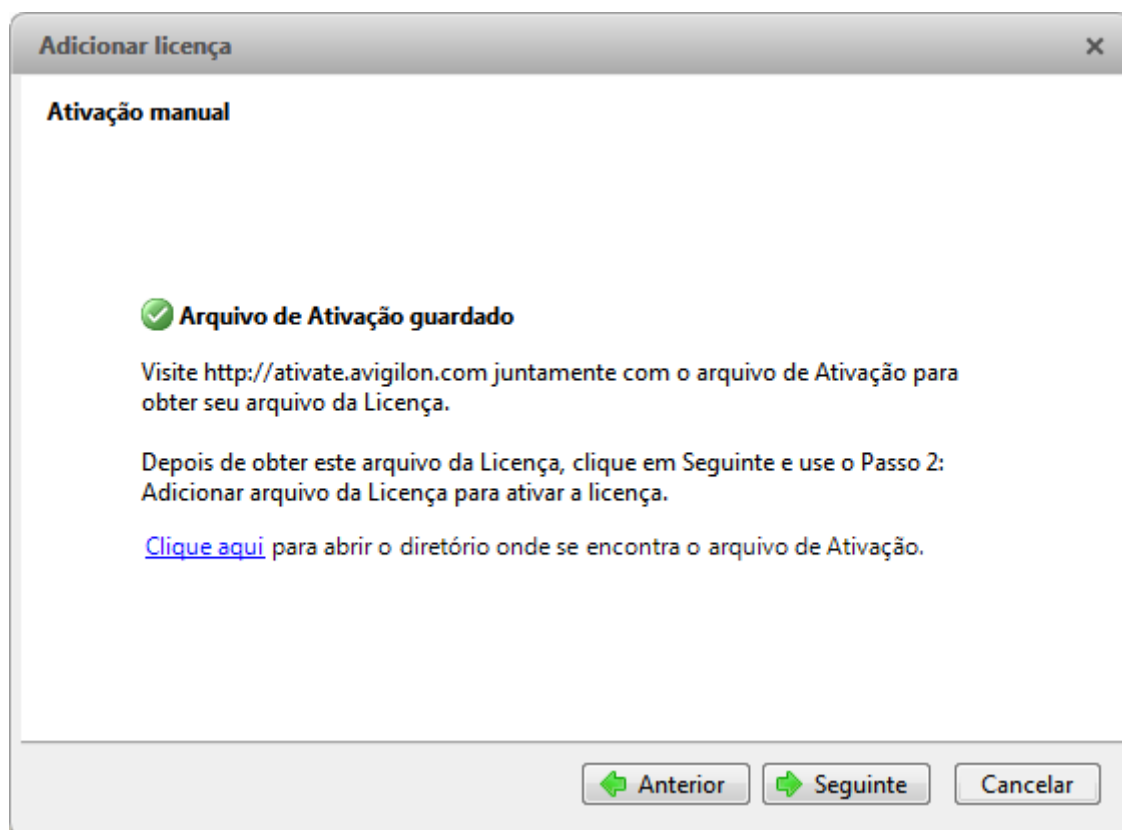 Adicionar licença
Ativação manual
Arquivo de Ativação guardado
Visite http://ativate.avigilon.com juntamente com o arquivo de Ativação para
obter seu arquivo da Licença.
Depois de obter este arquivo da Licença, clique em Seguinte e use o Passo 2:
Adicionar arquivo da Licença para ativar a licença.
Clique aqui para abrir o diretório onde se encontra o arquivo de Ativação.
Anterior Seguinte Cancelar